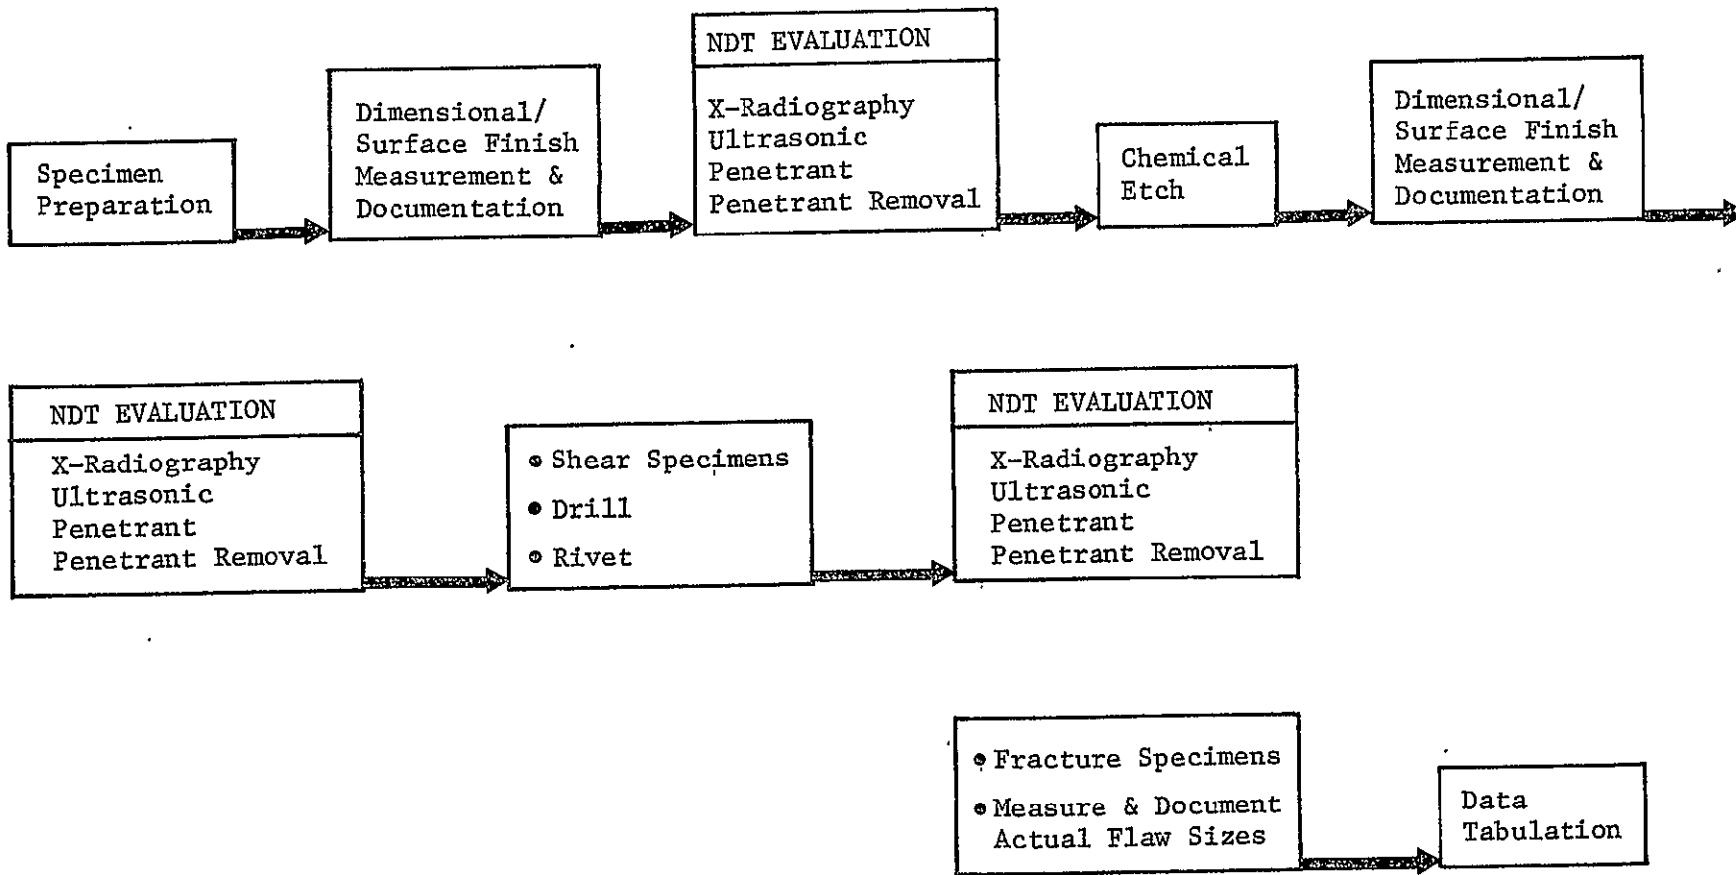 Specimen
Preparation
Dimensional/
Surface Finish
Measurement &
Documentation
NDT EVALUATION
X-Radiography
Ultrasonic
Penetrant
Penetrant Removal
Chemical
Etch
Dimensional/
Surface Finish
Measurement &
Documentation
NDT EVALUATION
X-Radiography
Ultrasonic
Penetrant
Penetrant Removal
• Shear Specimens
• Drill
• Rivet
NDT EVALUATION
X-Radiography
Ultrasonic
Penetrant
Penetrant Removal
• Fracture Specimens
• Measure & Document
Actual Flaw Sizes
Data
Tabulation